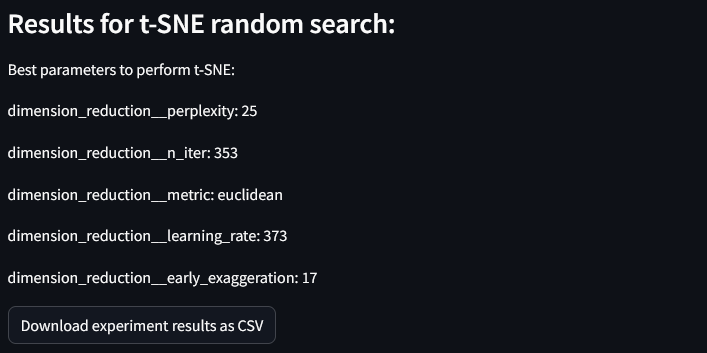 Results for t-SNE random search:
Best parameters to perform t-SNE:
dimension_reduction__perplexity: 25
dimension_reduction__n_iter: 353
dimension_reduction__metric: euclidean
dimension_reduction__learning_rate: 373
dimension_reduction__early_exaggeration: 17
Download experiment results as CSV